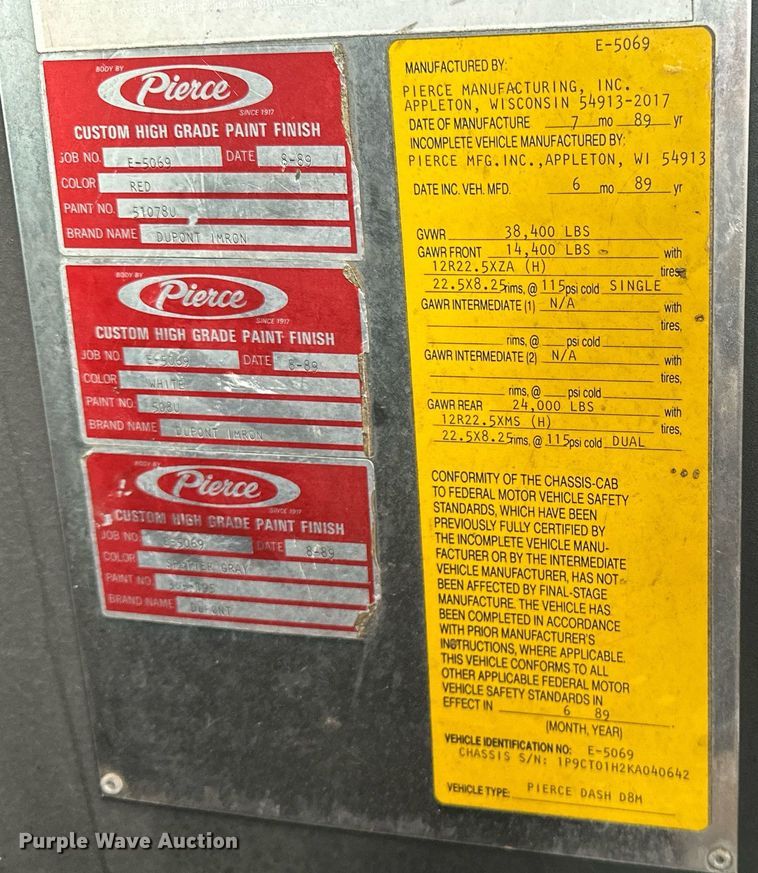 BODY BY
Pierce
SINCE 1917
CUSTOM HIGH GRADE PAINT FINISH
JOB NO. E-5069 DATE 8-89
COLOR RED
PAINT NO. 51078U
BRAND NAME DUPONT IMRON
BODY BY
Pierce
SINCE 1917
CUSTOM HIGH GRADE PAINT FINISH
JOB NO E-5069 DATE 8-89
COLOR WHITE
PAINT NO. 508U
BRAND NAME DUPONT IMRON
BODY BY
Pierce
SINCE 1917
CUSTOM HIGH GRADE PAINT FINISH
JOB NO. E-5069 DATE 8-89
COLOR SPATTER GRAY
PAINT NO.
BRAND NAME DUPONT
E-5069
MANUFACTURED BY:
PIERCE MANUFACTURING, INC.
APPLETON, WISCONSIN 54913-2017
DATE OF MANUFACTURE 7 mo 89 yr
INCOMPLETE VEHICLE MANUFACTURED BY:
PIERCE MFG.INC.,APPLETON, WI 54913
DATE INC. VEH. MFD. 6 mo 89 yr
GVWR 38,400 LBS
GAWR FRONT 14,400 LBS with
12R22.5XZA (H) tires
22.5X8.25 rims, @ 115 psi cold SINGLE
GAWR INTERMEDIATE (1) N/A with
tires,
rims, @ psi cold
GAWR INTERMEDIATE (2) N/A with
tires,
rims, @ psi cold
GAWR REAR 24,000 LBS with
12R22.5XMS (H) tires,
22.5X8.25 rims, @ 115 psi cold DUAL
CONFORMITY OF THE CHASSIS-CAB
TO FEDERAL MOTOR VEHICLE SAFETY
STANDARDS, WHICH HAVE BEEN
PREVIOUSLY FULLY CERTIFIED BY
THE INCOMPLETE VEHICLE MANU-
FACTURER OR BY THE INTERMEDIATE
VEHICLE MANUFACTURER, HAS NOT
BEEN AFFECTED BY FINAL-STAGE
MANUFACTURE. THE VEHICLE HAS
BEEN COMPLETED IN ACCORDANCE
WITH PRIOR MANUFACTURER'S
INSTRUCTIONS, WHERE APPLICABLE.
THIS VEHICLE CONFORMS TO ALL
OTHER APPLICABLE FEDERAL MOTOR
VEHICLE SAFETY STANDARDS IN
EFFECT IN 6 89
(MONTH, YEAR)
VEHICLE IDENTIFICATION NO: E-5069
CHASSIS S/N: 1P9CT01H2KA040642
VEHICLE TYPE: PIERCE DASH D8M
Purple Wave Auction